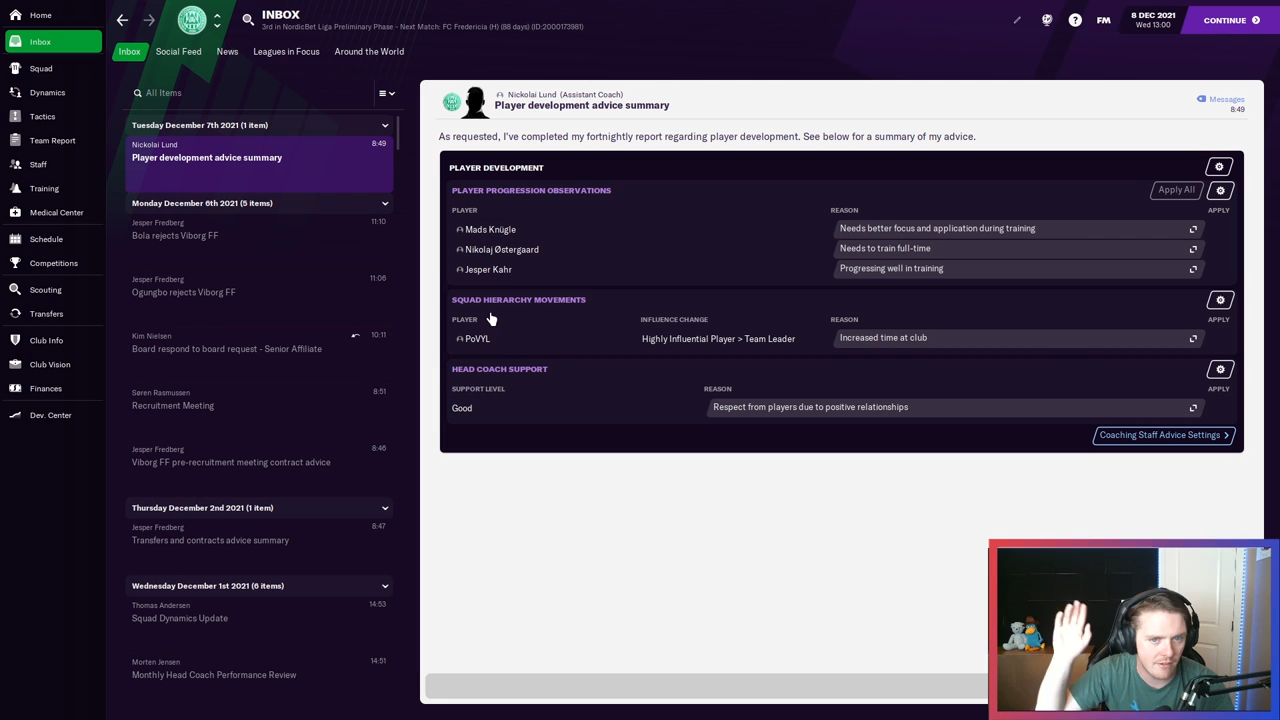 INBOX
3rd in NordicBet Liga Preliminary Phase - Next Match: FC Fredericia (H) (88 days) (ID:2000173981)
FM
8 DEC 2021
Wed 13:00
CONTINUE
Home
Inbox
Squad
Dynamics
Tactics
Team Report
Staff
Training
Medical Center
Schedule
Competitions
Scouting
Transfers
Club Info
Club Vision
Finances
Dev. Center
Inbox Social Feed News Leagues in Focus Around the World
All Items
Tuesday December 7th 2021 (1 item)
Nickolai Lund 8:49
Player development advice summary
Monday December 6th 2021 (5 items)
Jesper Fredberg 11:10
Bola rejects Viborg FF
Jesper Fredberg 11:06
Ogungbo rejects Viborg FF
Kim Nielsen 10:11
Board respond to board request - Senior Affiliate
Søren Rasmussen 8:51
Recruitment Meeting
Jesper Fredberg 8:46
Viborg FF pre-recruitment meeting contract advice
Thursday December 2nd 2021 (1 item)
Jesper Fredberg 8:47
Transfers and contracts advice summary
Wednesday December 1st 2021 (6 items)
Thomas Andersen 14:53
Squad Dynamics Update
Morten Jensen 14:51
Monthly Head Coach Performance Review
Nickolai Lund (Assistant Coach)
Player development advice summary
Messages
8:49
As requested, I've completed my fortnightly report regarding player development. See below for a summary of my advice.
PLAYER DEVELOPMENT
PLAYER PROGRESSION OBSERVATIONS Apply All
PLAYER REASON APPLY
Mads Knügle Needs better focus and application during training
Nikolaj Østergaard Needs to train full-time
Jesper Kahr Progressing well in training
SQUAD HIERARCHY MOVEMENTS
PLAYER INFLUENCE CHANGE REASON APPLY
PoVYL Highly Influential Player > Team Leader Increased time at club
HEAD COACH SUPPORT
SUPPORT LEVEL REASON APPLY
Good Respect from players due to positive relationships
Coaching Staff Advice Settings